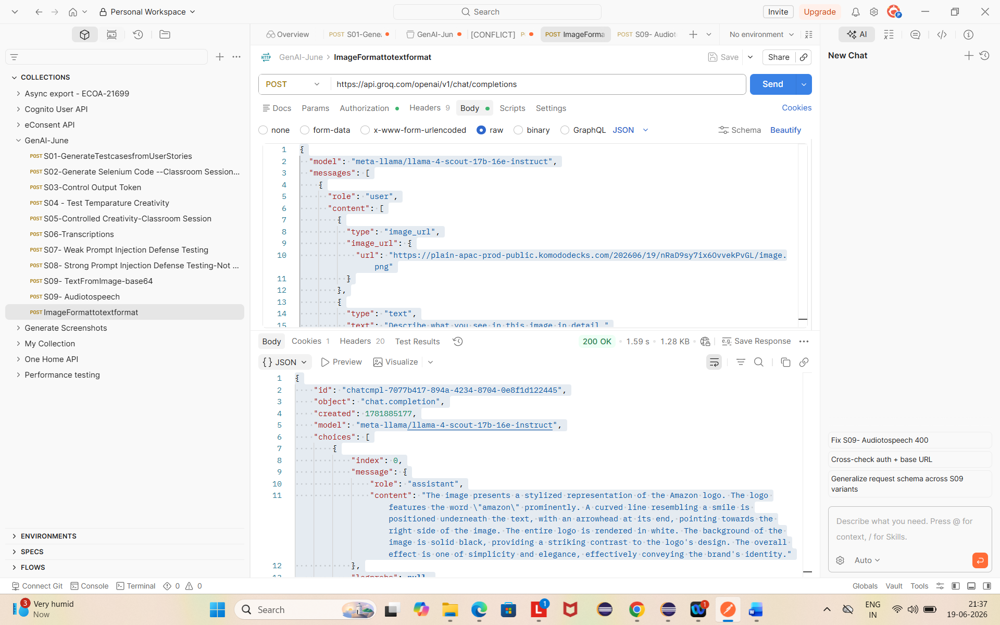 Personal Workspace
Search
Invite
Upgrade
Overview
POST S01-Gene
GenAI-Jun
[CONFLICT]
POST ImageForma
POST S09- Audiot
No environment
AI
GenAI-June > ImageFormattotextformat
Save
Share
New Chat
COLLECTIONS
Async export - ECOA-21699
Cognito User API
eConsent API
GenAI-June
POST S01-GenerateTestcasesfromUserStories
POST S02-Generate Selenium Code --Classroom Session...
POST S03-Control Output Token
POST S04 - Test Temparature Creativity
POST S05-Controlled Creativity-Classroom Session
POST S06-Transcriptions
POST S07- Weak Prompt Injection Defense Testing
POST S08- Strong Prompt Injection Defense Testing-Not ...
POST S09- TextFromImage-base64
POST S09- Audiotospeech
POST ImageFormattotextformat
Generate Screenshots
My Collection
One Home API
Performance testing
ENVIRONMENTS
SPECS
FLOWS
HTTP
POST
https://api.groq.com/openai/v1/chat/completions
Send
Docs Params Authorization Headers 9 Body Scripts Settings
Cookies
none form-data x-www-form-urlencoded raw binary GraphQL JSON
Schema Beautify
1 {
2 "model": "meta-llama/llama-4-scout-17b-16e-instruct",
3 "messages": [
4 {
5 "role": "user",
6 "content": [
7 {
8 "type": "image_url",
9 "image_url": {
10 "url": "https://plain-apac-prod-public.komododecks.com/202606/19/nRaD9sy7ix6OvvekPvGL/image.
png"
11 }
12 },
13 {
14 "type": "text",
15 "text": "Describe what you see in this image in detail."
Body Cookies 1 Headers 20 Test Results
200 OK 1.59 s 1.28 KB
e.g. Save Response
{} JSON Preview Visualize
1 {
2 "id": "chatcmpl-7077b417-894a-4234-8704-0e8f1d122445",
3 "object": "chat.completion",
4 "created": 1781885177,
5 "model": "meta-llama/llama-4-scout-17b-16e-instruct",
6 "choices": [
7 {
8 "index": 0,
9 "message": {
10 "role": "assistant",
11 "content": "The image presents a stylized representation of the Amazon logo. The logo
features the word \"amazon\" prominently. A curved line resembling a smile is
positioned underneath the text, with an arrowhead at its end, pointing towards the
right side of the image. The entire logo is rendered in white. The background of the
image is solid black, providing a striking contrast to the logo's design. The overall
effect is one of simplicity and elegance, effectively conveying the brand's identity."
12 },
Fix S09- Audiotospeech 400
Cross-check auth + base URL
Generalize request schema across S09
variants
Describe what you need. Press @ for
context, / for Skills.
Auto
Connect Git Console Terminal 0 0
Globals Vault Tools
3
Very humid
Now
Search
1
1
ENG
IN
21:37
19-06-2026